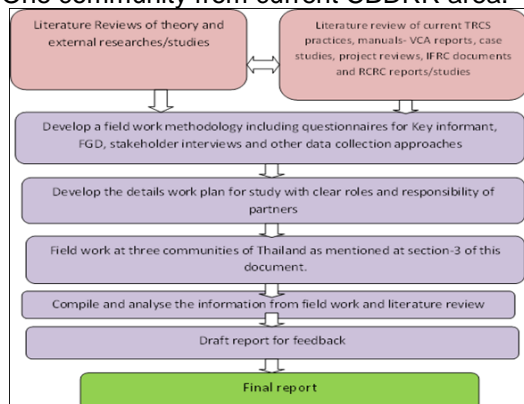 One community from current CBDRR area.
Literature Reviews of theory and
external researches/studies
Literature review of current TRCS
practices, manuals- VCA reports, case
studies, project reviews, IFRC documents
and RCRC reports/studies
Develop a field work methodology including questionnaires for Key informant,
FGD, stakeholder interviews and other data collection approaches
Develop the details work plan for study with clear roles and responsibility of
partners
Field work at three communities of Thailand as mentioned at section-3 of this
document.
Compile and analyse the information from field work and literature review
Draft report for feedback
Final report